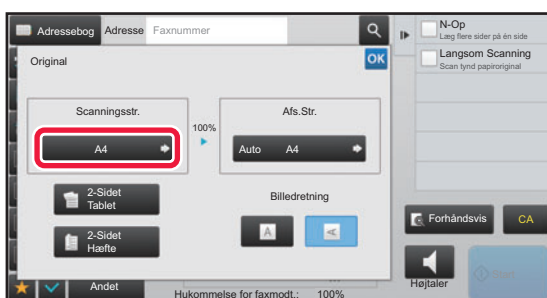 Adressebog
Adresse
Faxnummer
N-Op
Læg flere sider på én side
Langsom Scanning
Scan tynd papiroriginal
Original
OK
Scanningsstr.
100%
Afs.Str.
A4
Auto A4
2-Sidet
Tablet
2-Sidet
Hæfte
Billedretning
A
A
Forhåndsvis
CA
Højtaler
Start
Andet
Hukommelse for faxmodt.: 100%